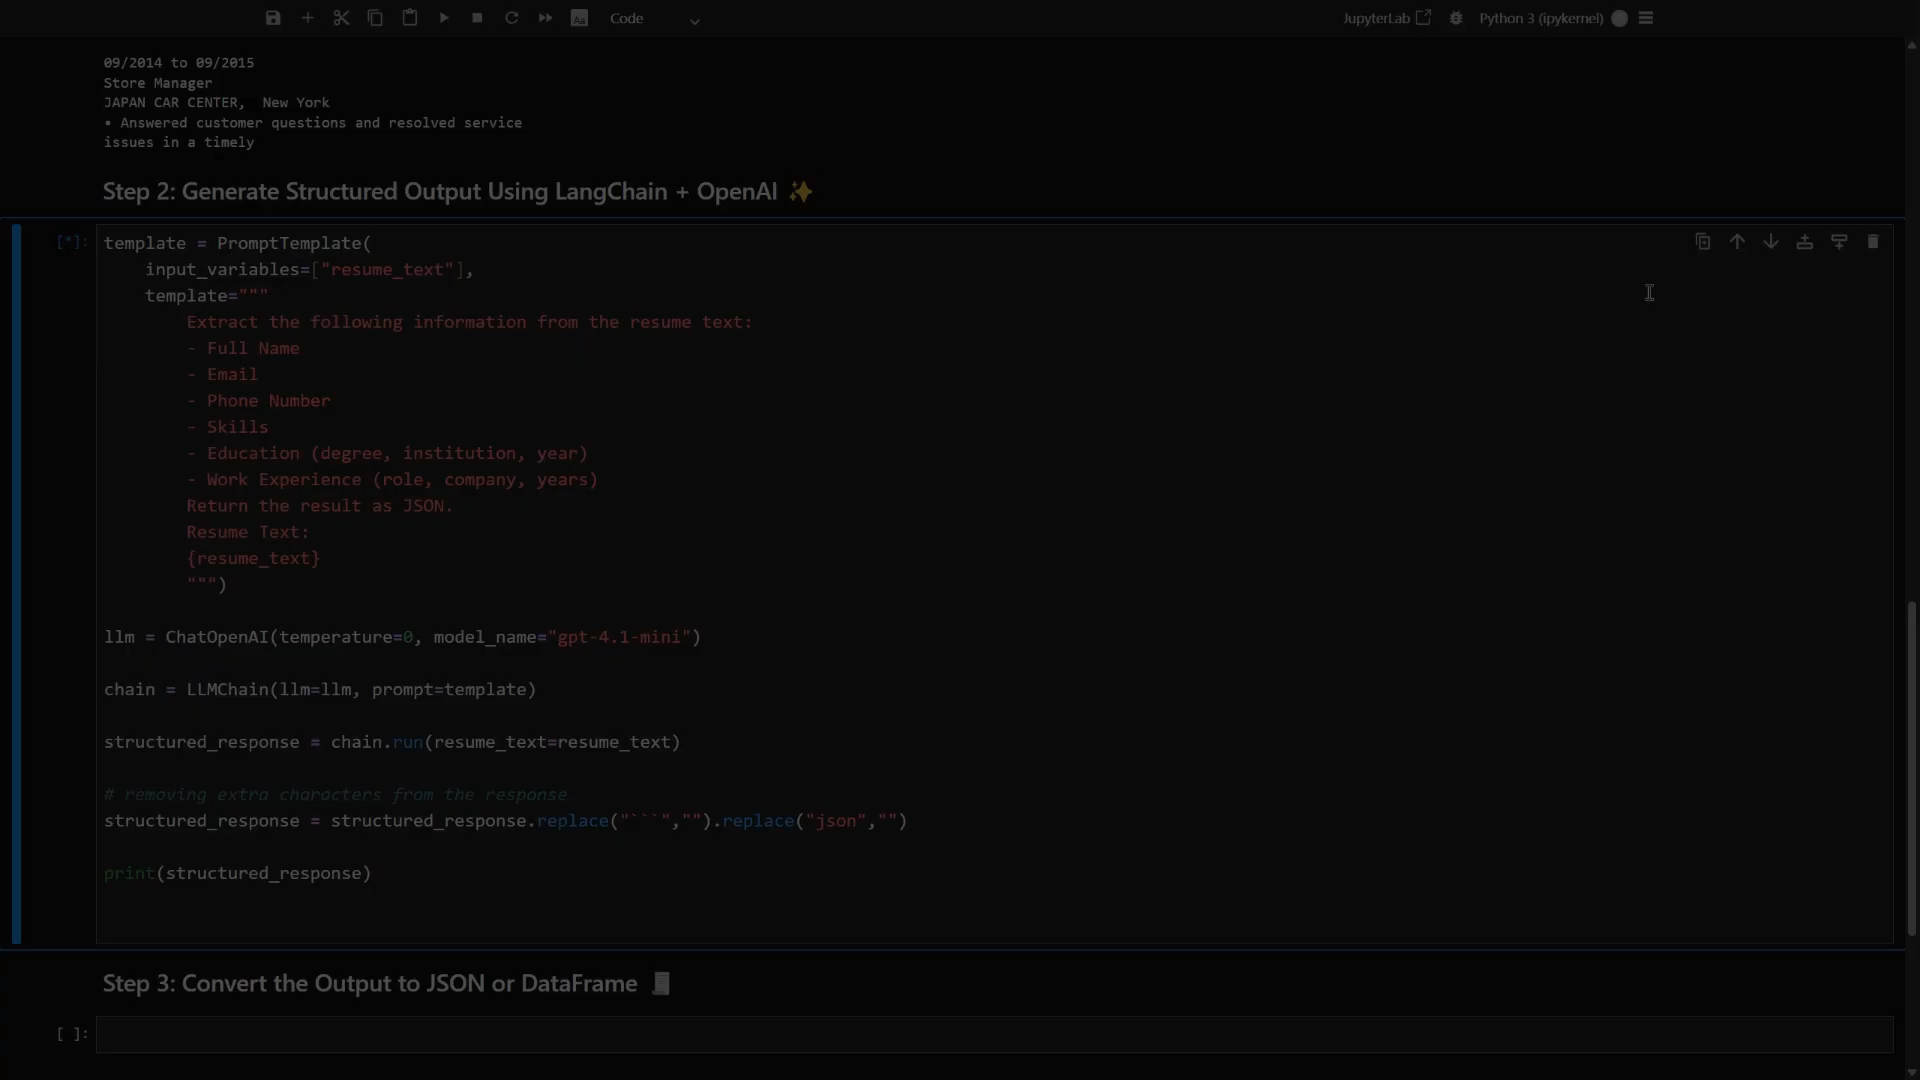 Code
JupyterLab
Python 3 (ipykernel)
09/2014 to 09/2015
Store Manager
JAPAN CAR CENTER,  New York
• Answered customer questions and resolved service
issues in a timely
Step 2: Generate Structured Output Using LangChain + OpenAI ✨
[*]:
template = PromptTemplate(
    input_variables=["resume_text"],
    template="""
        Extract the following information from the resume text:
        - Full Name
        - Email
        - Phone Number
        - Skills
        - Education (degree, institution, year)
        - Work Experience (role, company, years)
        Return the result as JSON.
        Resume Text:
        {resume_text}
        """)
llm = ChatOpenAI(temperature=0, model_name="gpt-4.1-mini")
chain = LLMChain(llm=llm, prompt=template)
structured_response = chain.run(resume_text=resume_text)
# removing extra characters from the response
structured_response = structured_response.replace("```","").replace("json","")
print(structured_response)
Step 3: Convert the Output to JSON or DataFrame
[ ]: